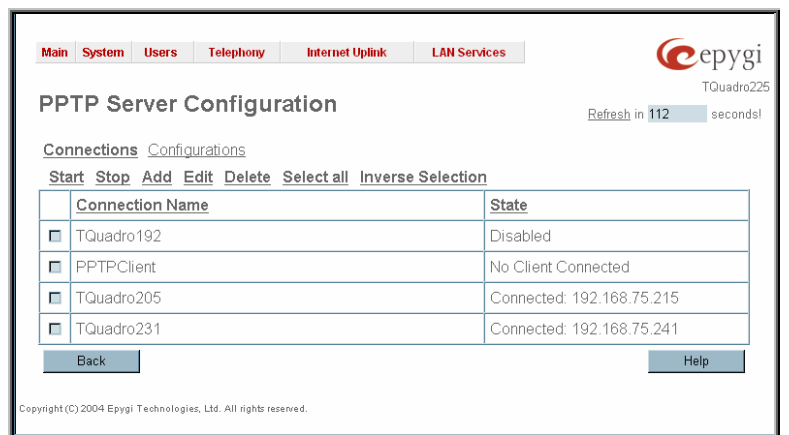 Main System Users Telephony Internet Uplink LAN Services
epygi
TQuadro225
PPTP Server Configuration
Refresh in 112 seconds!
Connections Configurations
Start Stop Add Edit Delete Select all Inverse Selection
Connection Name State
TQuadro192 Disabled
PPTPClient No Client Connected
TQuadro205 Connected: 192.168.75.215
TQuadro231 Connected: 192.168.75.241
Back Help
Copyright (C) 2004 Epygi Technologies, Ltd. All rights reserved.